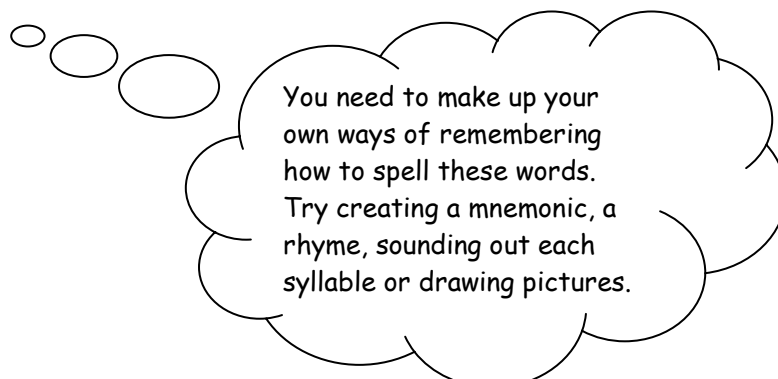 You need to make up your
own ways of remembering
how to spell these words.
Try creating a mnemonic, a
rhyme, sounding out each
syllable or drawing pictures.